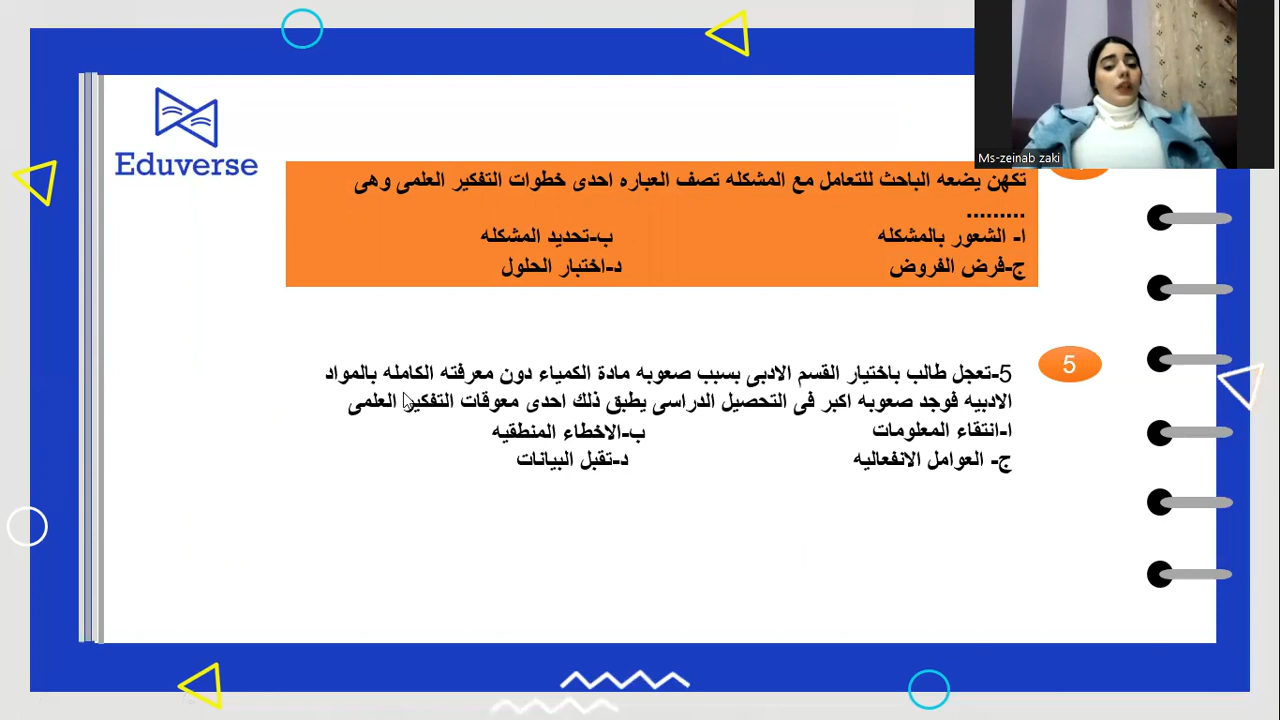 Eduverse
Ms-zeinab zaki
تكهن يضعه الباحث للتعامل مع المشكله تصف العباره احدى خطوات التفكير العلمى وهى
.........
ا- الشعور بالمشكله ب-تحديد المشكله
ج-فرض الفروض د-اختبار الحلول
5
5-تعجل طالب باختيار القسم الادبى بسبب صعوبه مادة الكمياء دون معرفته الكامله بالمواد
الادبيه فوجد صعوبه اكبر فى التحصيل الدراسى يطبق ذلك احدى معوقات التفكير العلمى
ا-انتقاء المعلومات ب-الاخطاء المنطقيه
ج- العوامل الانفعاليه د-تقبل البيانات